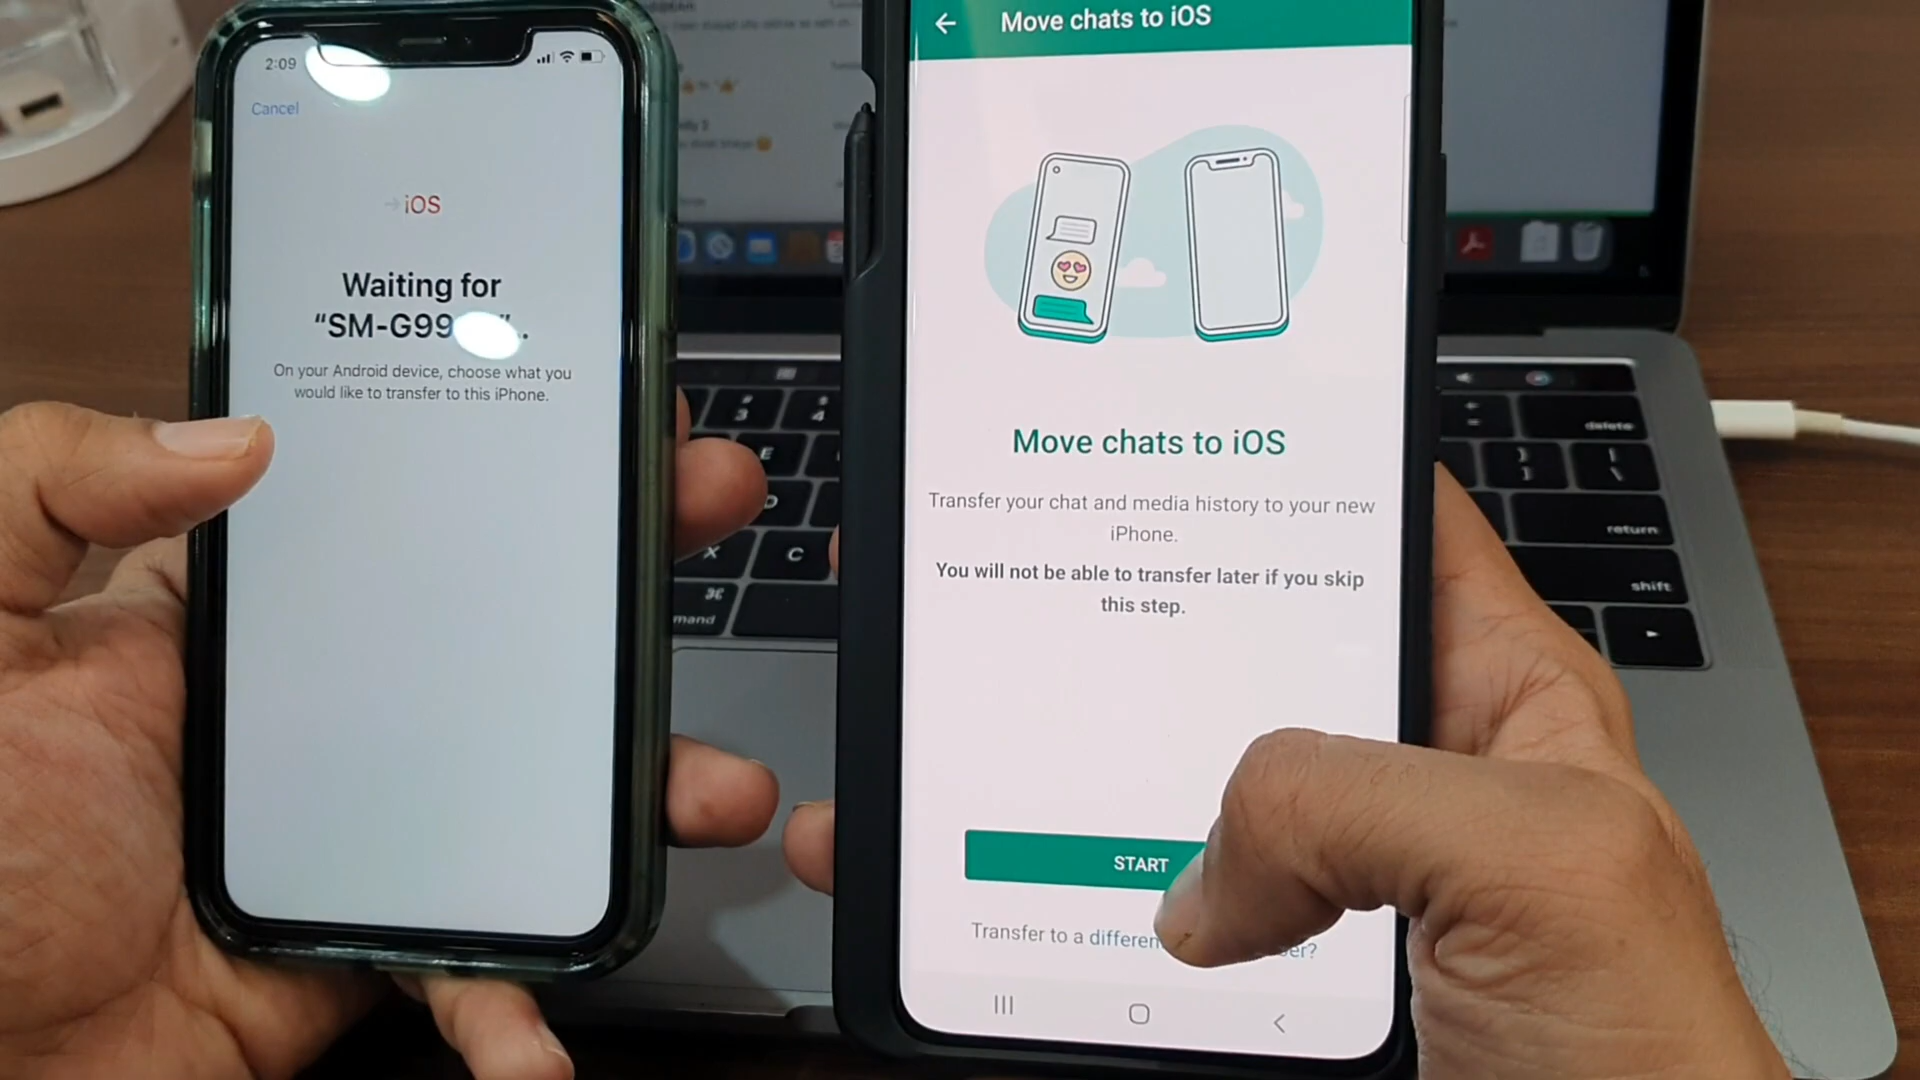 2:09
Cancel
iOS
Waiting for
“SM-G99 ”.
On your Android device, choose what you
would like to transfer to this iPhone.
Move chats to iOS
Move chats to iOS
Transfer your chat and media history to your new
iPhone.
You will not be able to transfer later if you skip
this step.
START
Transfer to a
#
3
$
4
E
D
X
C
⌘
mand
delete
return
shift